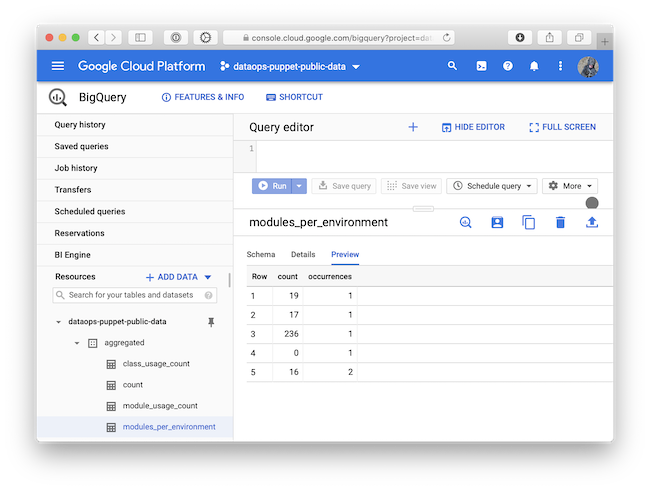 console.cloud.google.com/bigquery?project=dat
Google Cloud Platform dataops-puppet-public-data
BigQuery FEATURES & INFO SHORTCUT
Query history
Saved queries
Job history
Transfers
Scheduled queries
Reservations
BI Engine
Resources ADD DATA
Search for your tables and datasets
dataops-puppet-public-data
aggregated
class_usage_count
count
module_usage_count
modules_per_environment
Query editor HIDE EDITOR FULL SCREEN
1
Run Save query Save view Schedule query More
modules_per_environment
Schema Details Preview
Row count occurrences
1 19 1
2 17 1
3 236 1
4 0 1
5 16 2